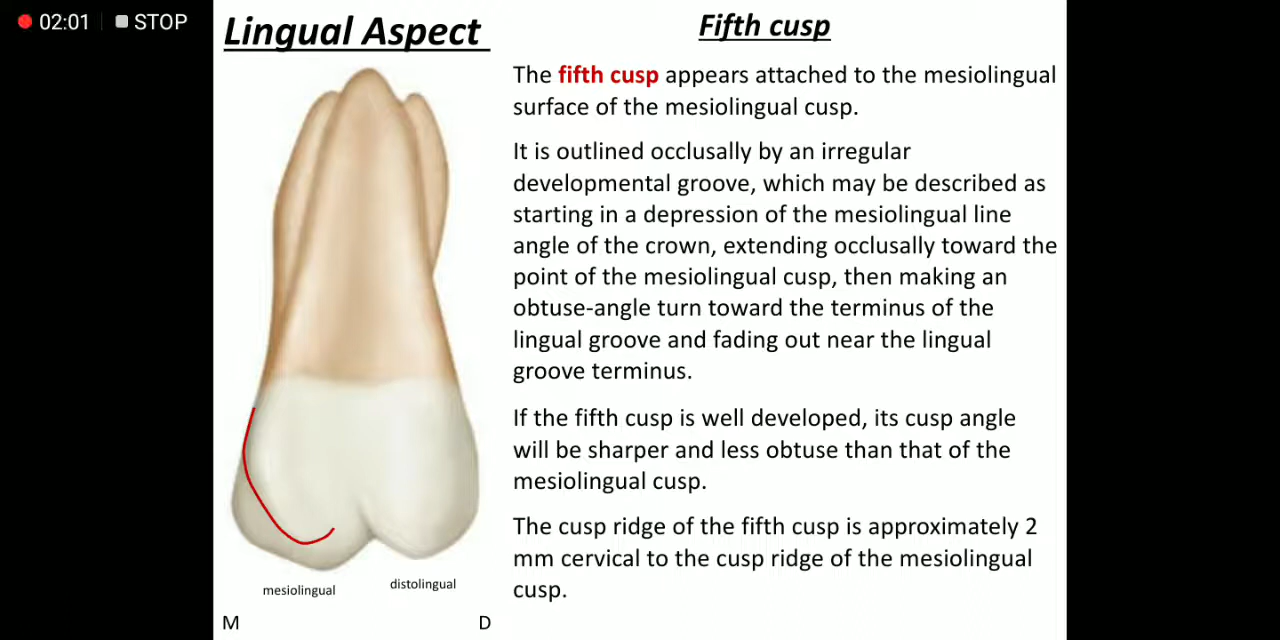 02:01 STOP
Lingual Aspect
Fifth cusp
The fifth cusp appears attached to the mesiolingual
surface of the mesiolingual cusp.
It is outlined occlusally by an irregular
developmental groove, which may be described as
starting in a depression of the mesiolingual line
angle of the crown, extending occlusally toward the
point of the mesiolingual cusp, then making an
obtuse-angle turn toward the terminus of the
lingual groove and fading out near the lingual
groove terminus.
If the fifth cusp is well developed, its cusp angle
will be sharper and less obtuse than that of the
mesiolingual cusp.
The cusp ridge of the fifth cusp is approximately 2
mm cervical to the cusp ridge of the mesiolingual
cusp.
mesiolingual
distolingual
M
D